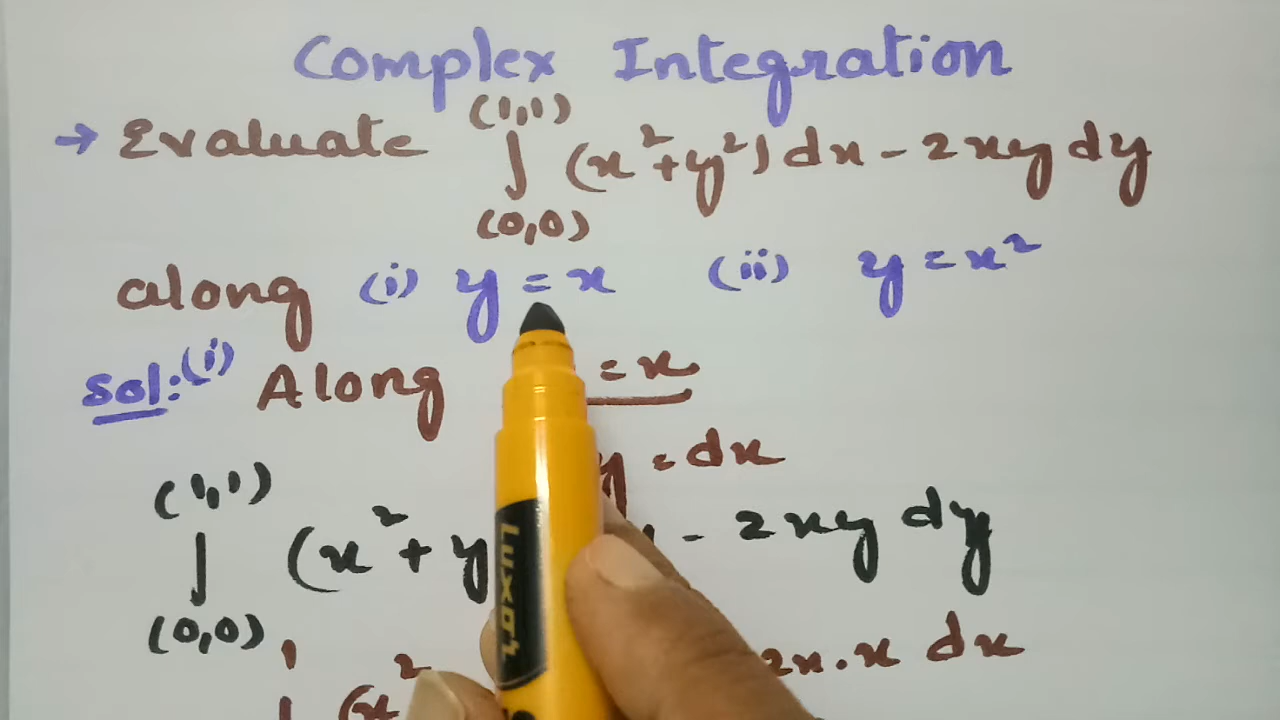 Complex Integration
→ Evaluate ∫₍₀,₀₎⁽¹,¹⁾ (x²+y²)dx - 2xy dy
along (i) y = x (ii) y = x²
Sol:(i) Along = x
y = dx
∫₍₀,₀₎⁽¹,¹⁾ (x² + y - 2xy dy
∫¹ (x² 2x.x dx
Luxor